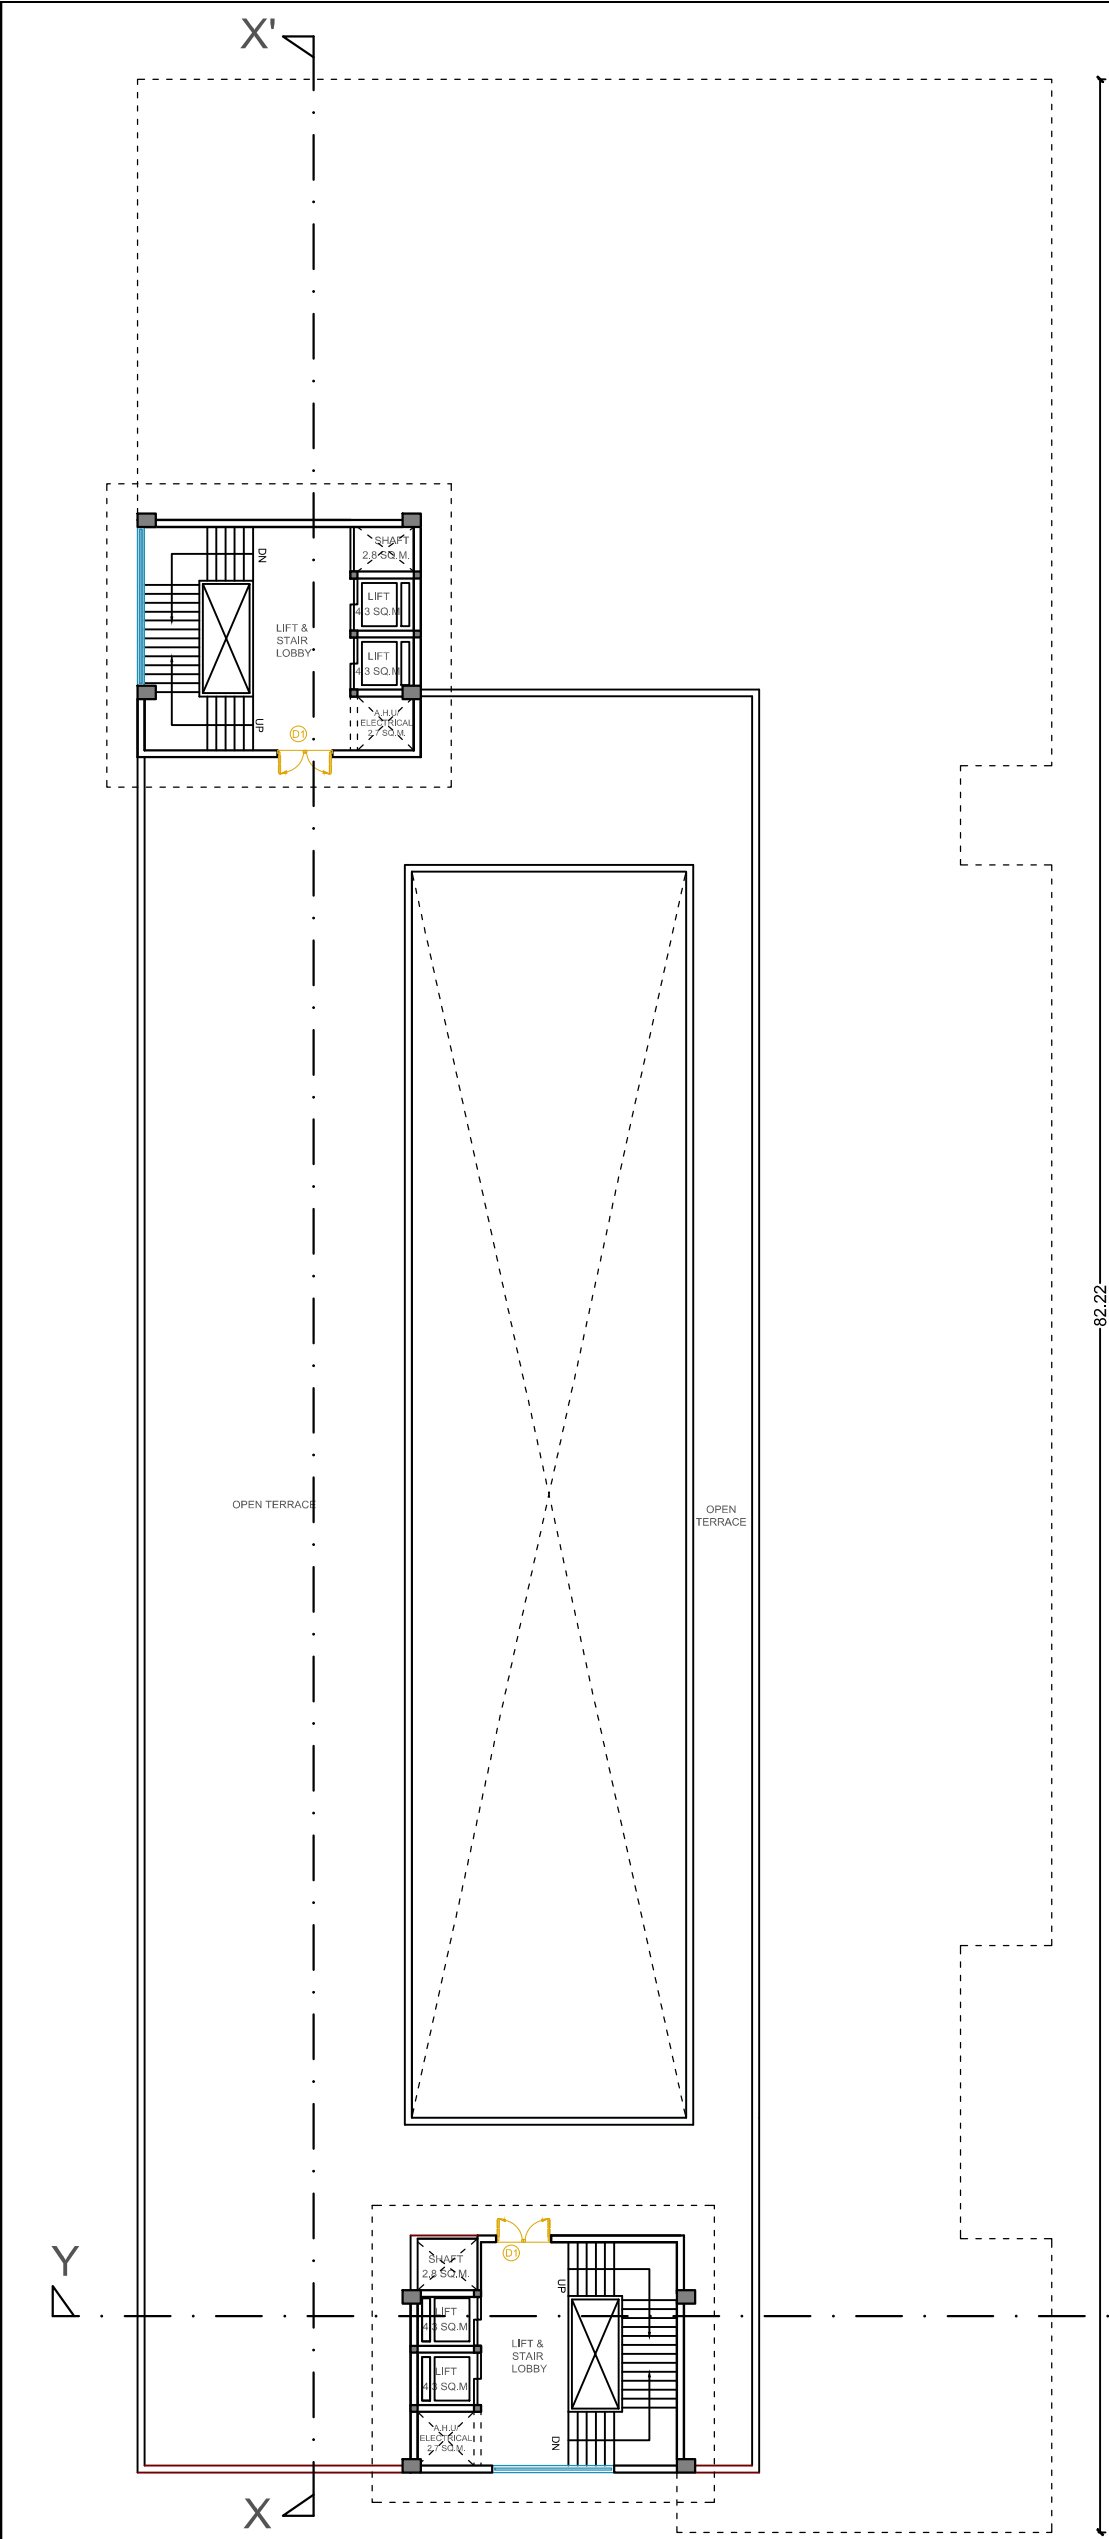 X'
SHAFT
2.8 SQ.M.
DN
LIFT
4.3 SQ.M
LIFT &
STAIR
LOBBY
LIFT
4.3 SQ.M
UP
A.H.U/
ELECTRICAL
2.7 SQ.M.
D1
82.22
OPEN TERRACE
OPEN
TERRACE
D1
Y
SHAFT
2.8 SQ.M.
UP
LIFT
4.3 SQ.M
LIFT &
STAIR
LOBBY
LIFT
4.3 SQ.M
A.H.U/
ELECTRICAL
2.7 SQ.M.
DN
X